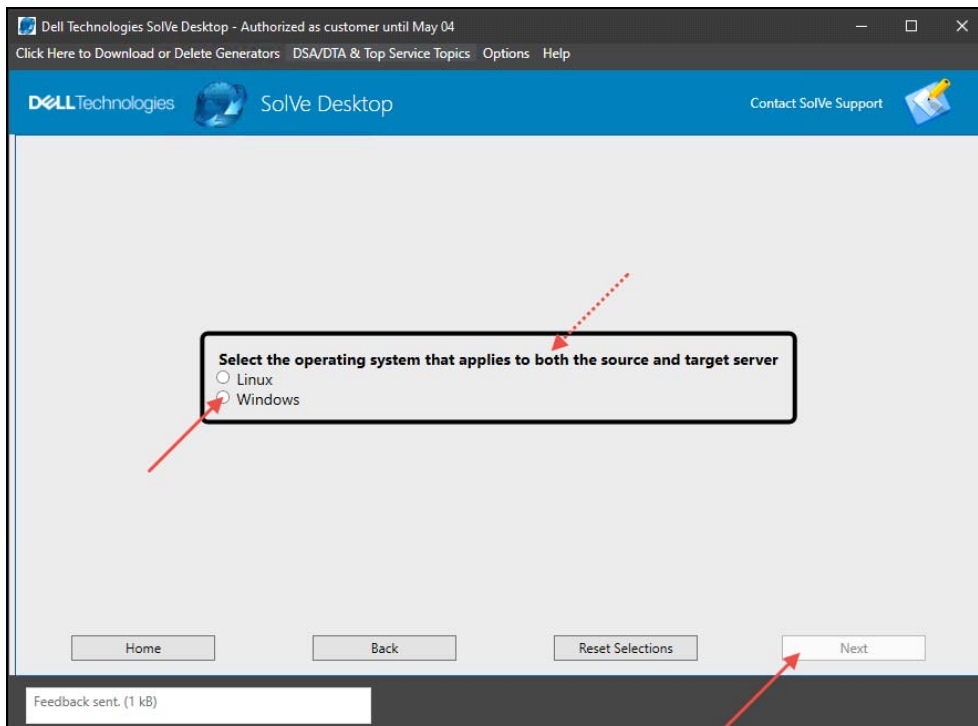 Dell Technologies SolVe Desktop - Authorized as customer until May 04
Click Here to Download or Delete Generators DSA/DTA & Top Service Topics Options Help
DELLTechnologies SolVe Desktop Contact SolVe Support
Select the operating system that applies to both the source and target server
Linux
Windows
Home Back Reset Selections Next
Feedback sent. (1 kB)